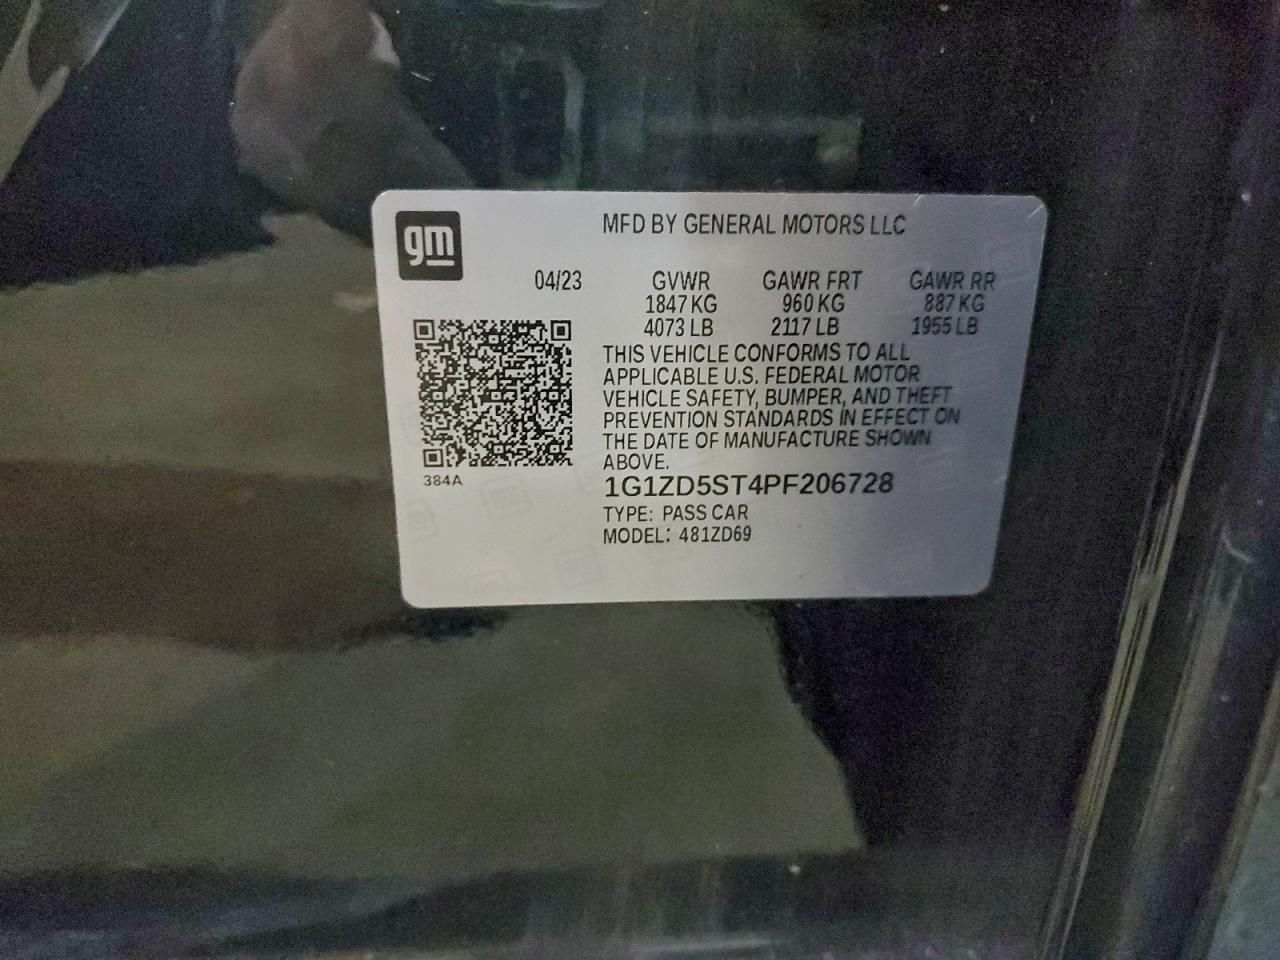 gm
MFD BY GENERAL MOTORS LLC
04/23 GVWR GAWR FRT GAWR RR
1847 KG 960 KG 887 KG
4073 LB 2117 LB 1955 LB
THIS VEHICLE CONFORMS TO ALL
APPLICABLE U.S. FEDERAL MOTOR
VEHICLE SAFETY, BUMPER, AND THEFT
PREVENTION STANDARDS IN EFFECT ON
THE DATE OF MANUFACTURE SHOWN
ABOVE.
384A
1G1ZD5ST4PF206728
TYPE: PASS CAR
MODEL: 481ZD69